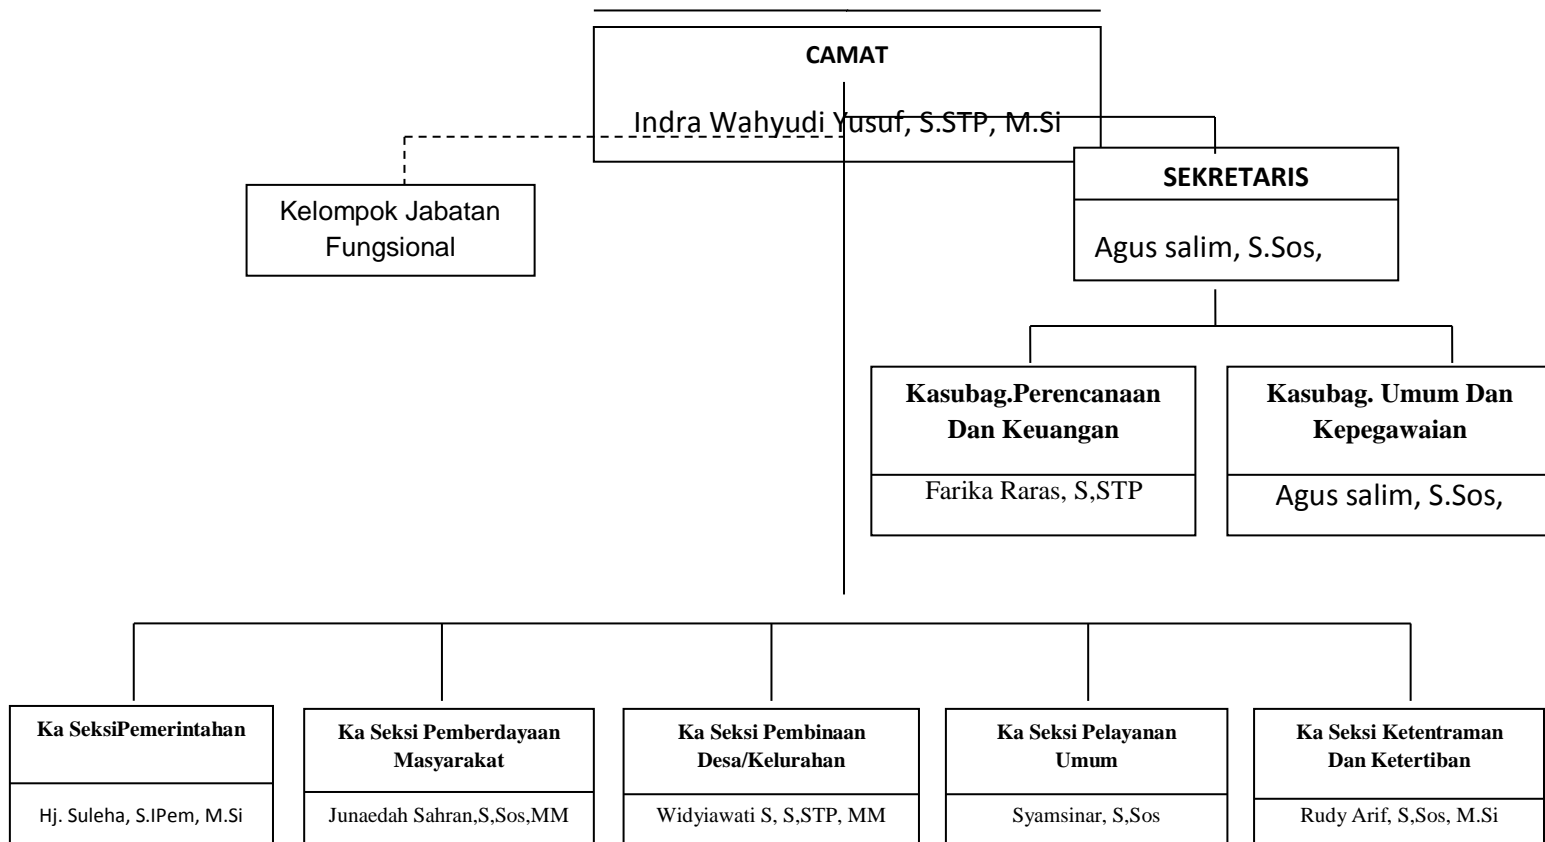 CAMAT
Indra Wahyudi Yusuf, S.STP, M.Si
SEKRETARIS
Agus salim, S.Sos,
Kelompok Jabatan
Fungsional
Kasubag.Perencanaan
Dan Keuangan
Farika Raras, S,STP
Kasubag. Umum Dan
Kepegawaian
Agus salim, S.Sos,
Ka SeksiPemerintahan
Hj. Suleha, S.IPem, M.Si
Ka Seksi Pemberdayaan
Masyarakat
Junaedah Sahran,S,Sos,MM
Ka Seksi Pembinaan
Desa/Kelurahan
Widyiawati S, S,STP, MM
Ka Seksi Pelayanan
Umum
Syamsinar, S,Sos
Ka Seksi Ketentraman
Dan Ketertiban
Rudy Arif, S,Sos, M.Si